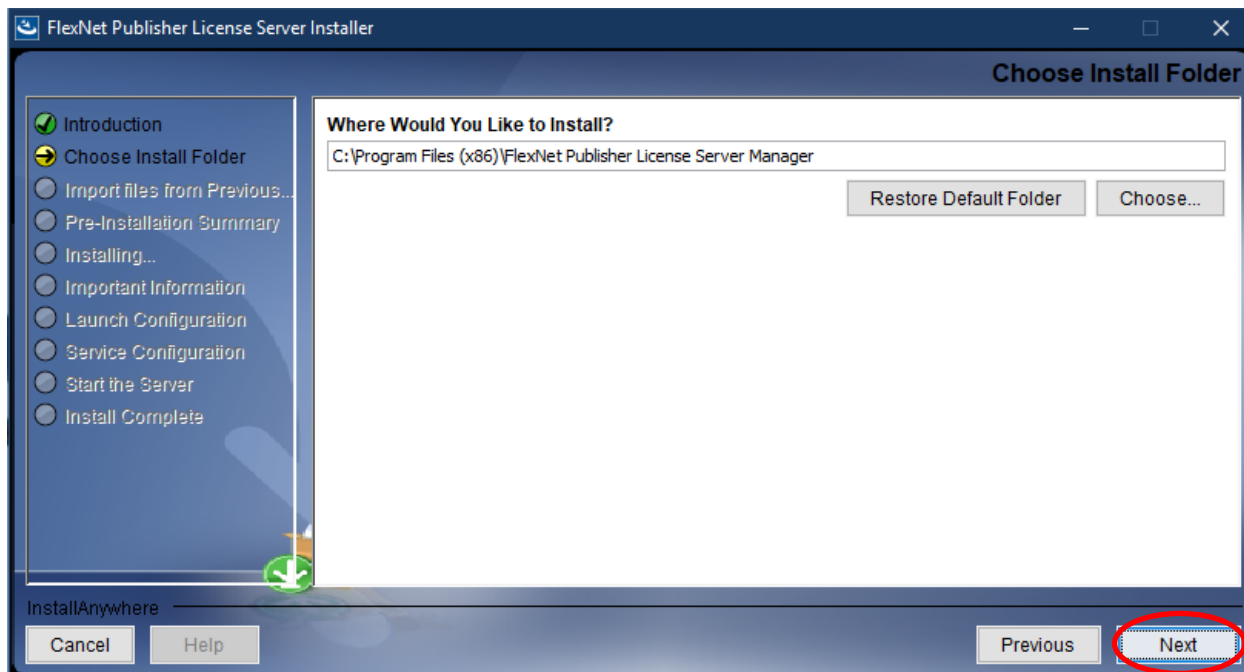 FlexNet Publisher License Server Installer
Choose Install Folder
Introduction
Choose Install Folder
Import files from Previous...
Pre-Installation Summary
Installing...
Important Information
Launch Configuration
Service Configuration
Start the Server
Install Complete
Where Would You Like to Install?
C:\Program Files (x86)\FlexNet Publisher License Server Manager
Restore Default Folder
Choose...
InstallAnywhere
Cancel
Help
Previous
Next